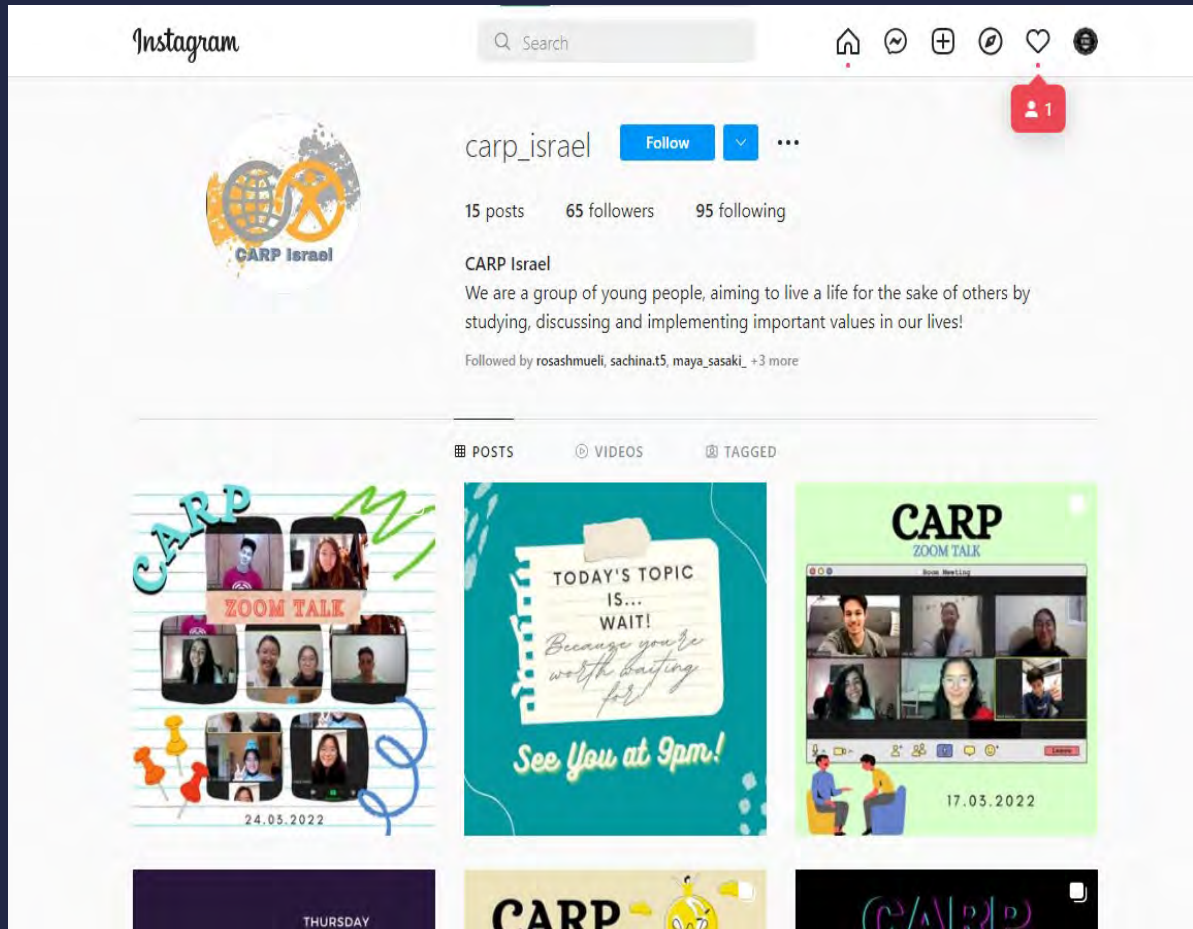 Instagram
Search
1
carp_israel
Follow
15 posts 65 followers 95 following
CARP Israel
CARP Israel
We are a group of young people, aiming to live a life for the sake of others by
studying, discussing and implementing important values in our lives!
Followed by rosashmueli, sachina.t5, maya_sasaki_ +3 more
POSTS
VIDEOS
TAGGED
CARP
ZOOM TALK
24.03.2022
TODAY'S TOPIC
IS...
WAIT!
Because you're
worth waiting
for!
See You at 9pm!
CARP
ZOOM TALK
Zoom Meeting
Leave
17.03.2022
THURSDAY
CARP
CARP